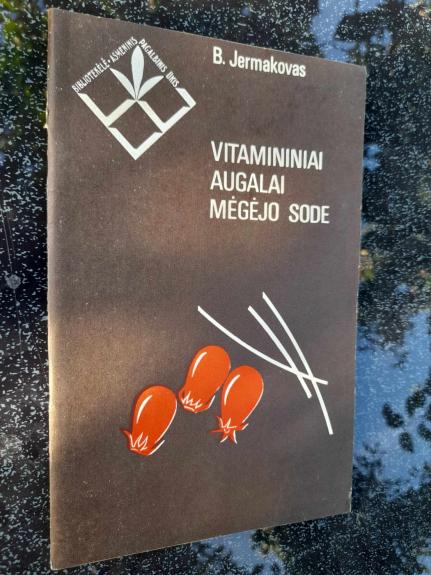 BIBLIOTEKĖLĖ • ASMENINIS PAGALBINIS ŪKIS
B. Jermakovas
VITAMININIAI
AUGALAI
MĖGĖJO SODE